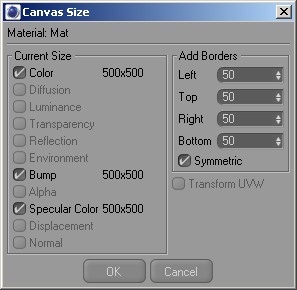 Canvas Size
Material: Mat
Current Size
Color 500x500
Diffusion
Luminance
Transparency
Reflection
Environment
Bump 500x500
Alpha
Specular Color 500x500
Displacement
Normal
Add Borders
Left 50
Top 50
Right 50
Bottom 50
Symmetric
Transform UVW
OK
Cancel